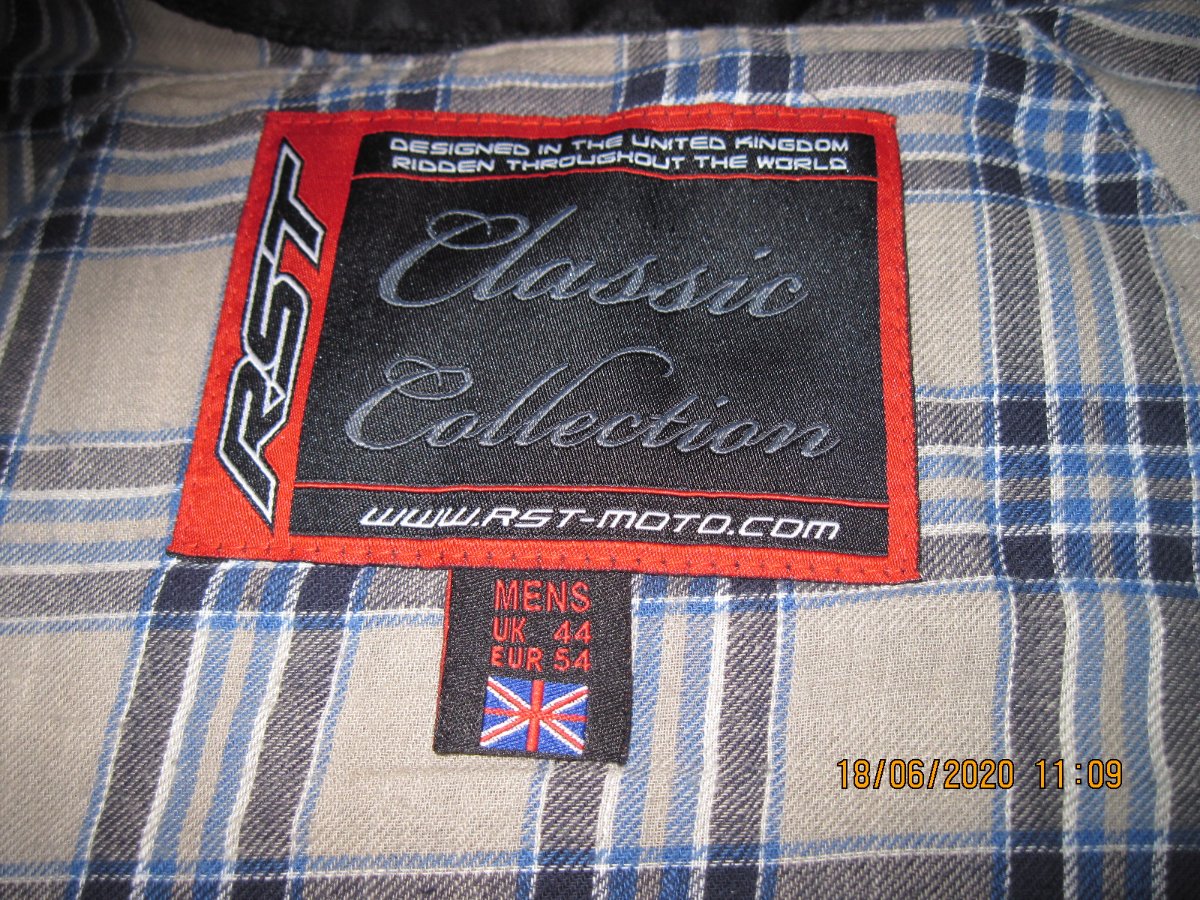 DESIGNED IN THE UNITED KINGDOM
RIDDEN THROUGHOUT THE WORLD
RST
Classic
Collection
WWW.RST-MOTO.COM
MENS
UK 44
EUR 54
18/06/2020 11:09